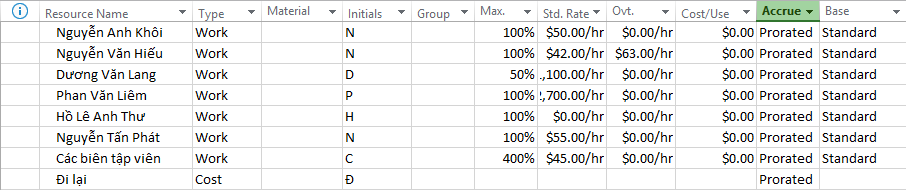 Resource Name Type Material Initials Group Max. Std. Rate Ovt. Cost/Use Accrue Base
Nguyễn Anh Khôi Work N 100% $50.00/hr $0.00/hr $0.00 Prorated Standard
Nguyễn Văn Hiếu Work N 100% $42.00/hr $63.00/hr $0.00 Prorated Standard
Dương Văn Lang Work D 50% ,100.00/hr $0.00/hr $0.00 Prorated Standard
Phan Văn Liêm Work P 100% ,700.00/hr $0.00/hr $0.00 Prorated Standard
Hồ Lê Anh Thư Work H 100% $0.00/hr $0.00/hr $0.00 Prorated Standard
Nguyễn Tấn Phát Work N 100% $55.00/hr $0.00/hr $0.00 Prorated Standard
Các biên tập viên Work C 400% $45.00/hr $0.00/hr $0.00 Prorated Standard
Đi lại Cost Đ Prorated